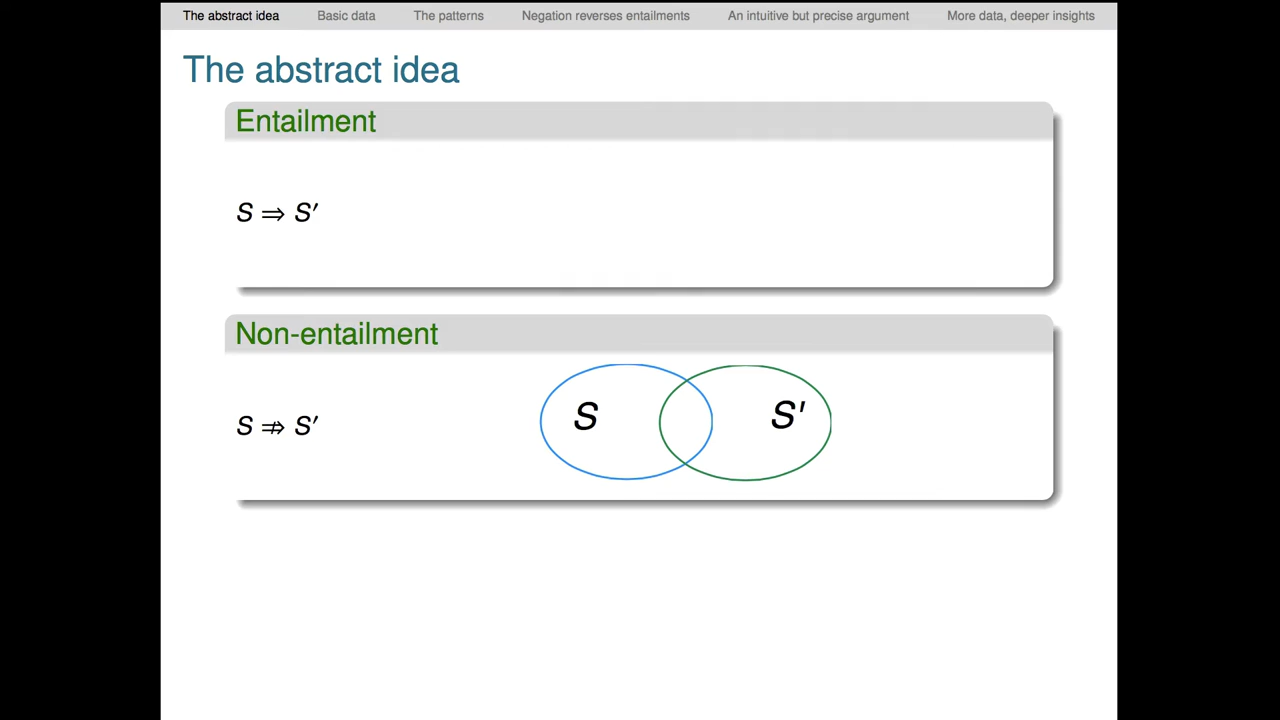 The abstract idea Basic data The patterns Negation reverses entailments An intuitive but precise argument More data, deeper insights
The abstract idea
Entailment
S ⇒ S′
Non-entailment
S ⇏ S′
S S'